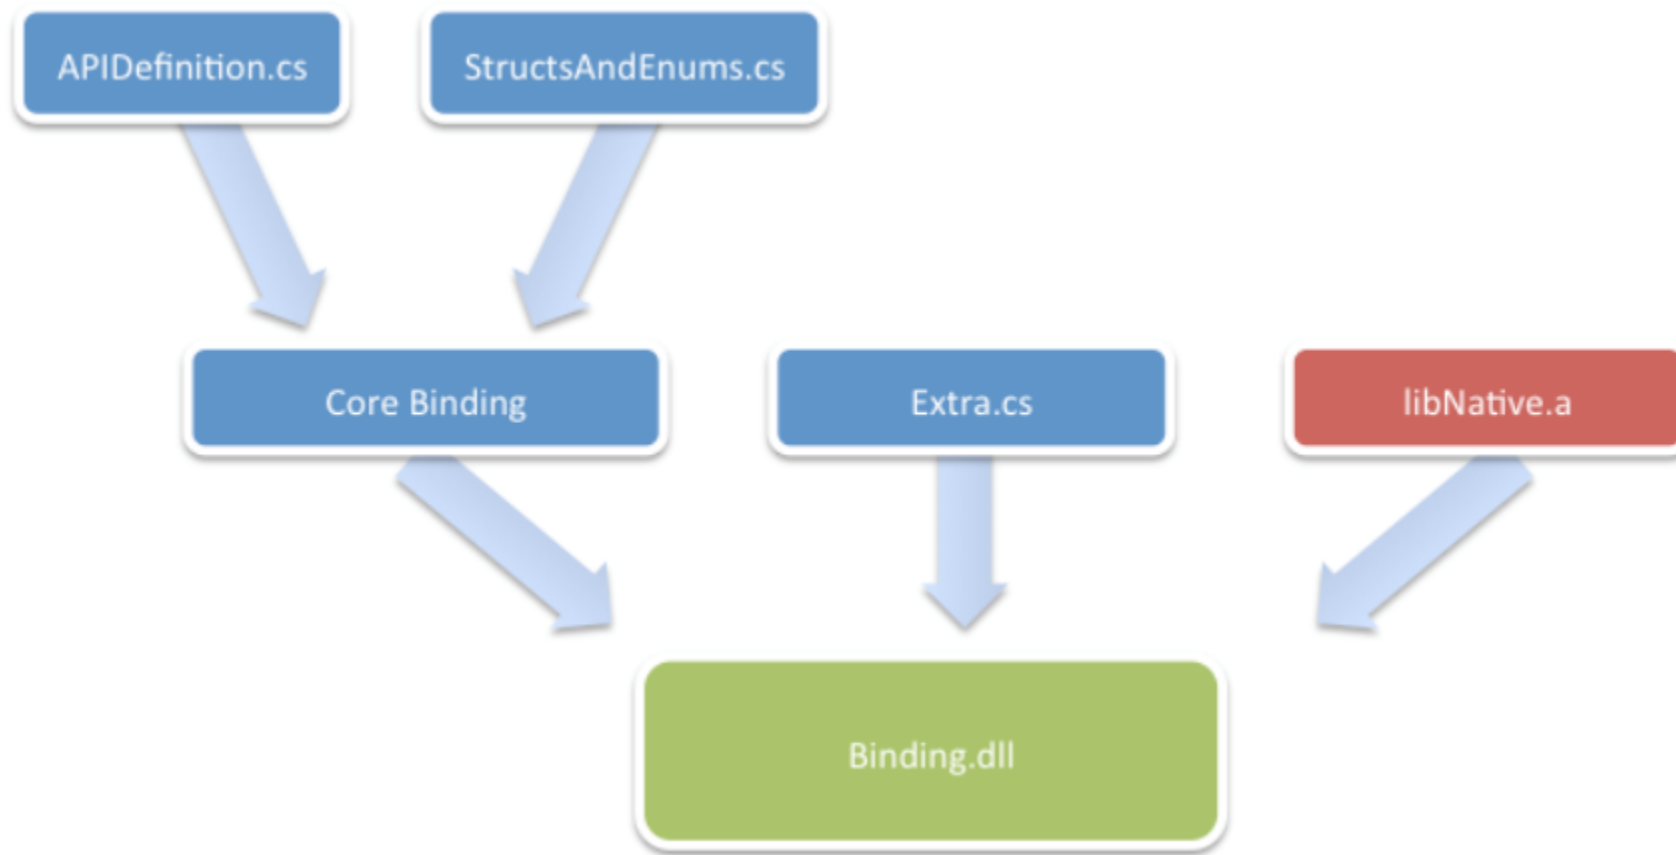 APIDefinition.cs
StructsAndEnums.cs
Core Binding
Extra.cs
libNative.a
Binding.dll